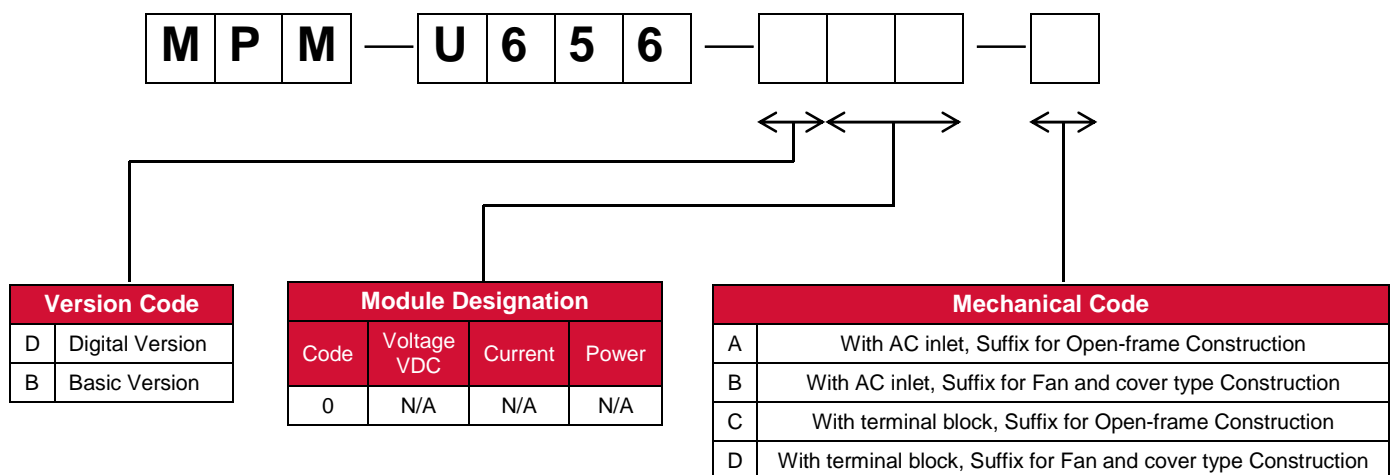 M P M — U 6 5 6 — —
Version Code
D Digital Version
B Basic Version
Module Designation
Code Voltage VDC Current Power
0 N/A N/A N/A
Mechanical Code
A With AC inlet, Suffix for Open-frame Construction
B With AC inlet, Suffix for Fan and cover type Construction
C With terminal block, Suffix for Open-frame Construction
D With terminal block, Suffix for Fan and cover type Construction